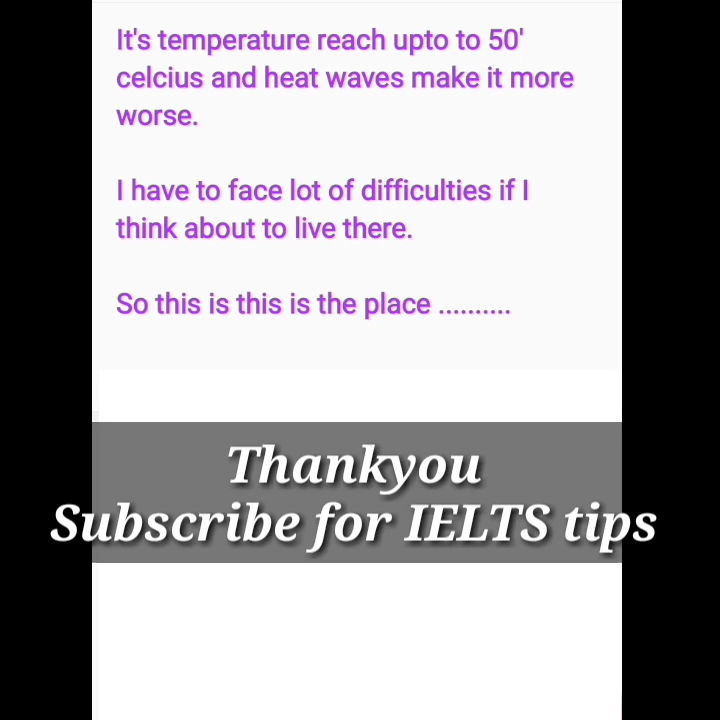 It's temperature reach upto to 50'
celcius and heat waves make it more
worse.
I have to face lot of difficulties if I
think about to live there.
So this is this is the place ..........
Thankyou
Subscribe for IELTS tips